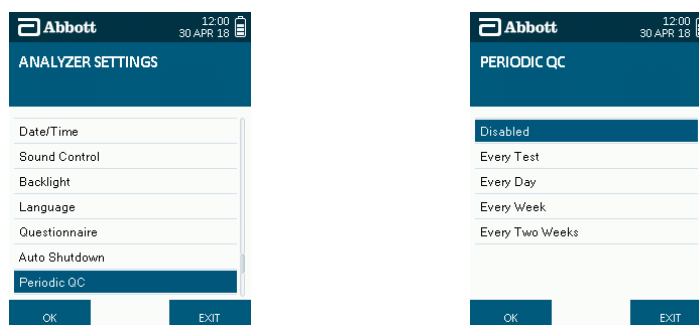 Abbott
12:00
30 APR 18
ANALYZER SETTINGS
Date/Time
Sound Control
Backlight
Language
Questionnaire
Auto Shutdown
Periodic QC
OK
EXIT
Abbott
12:00
30 APR 18
PERIODIC QC
Disabled
Every Test
Every Day
Every Week
Every Two Weeks
OK
EXIT